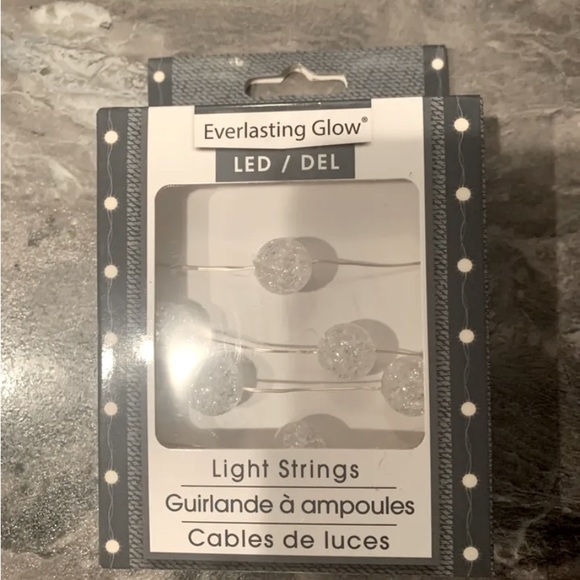 Everlasting Glow®
LED / DEL
Light Strings
Guirlande à ampoules
Cables de luces